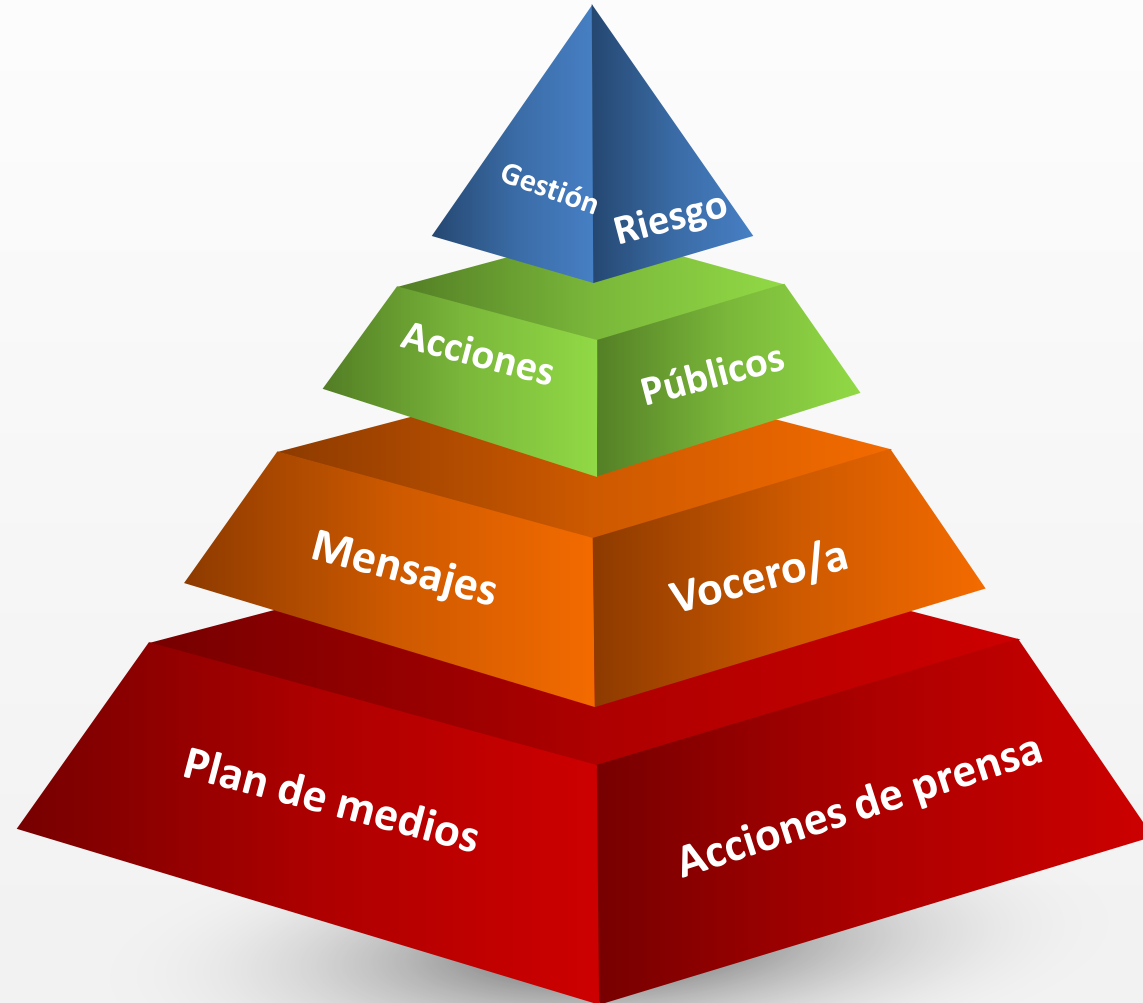 Gestión
Riesgo
Acciones
Públicos
Mensajes
Vocero/a
Plan de medios
Acciones de prensa